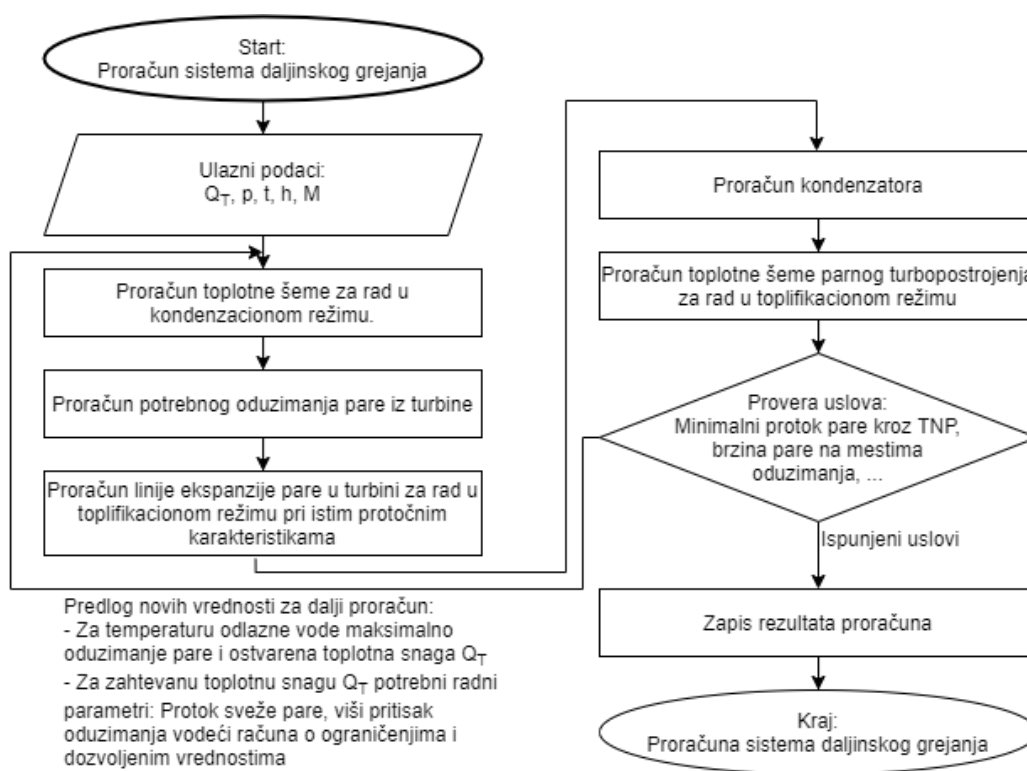 Start:
Proračun sistema daljinskog grejanja
Ulazni podaci:
Q_T, p, t, h, M
Proračun toplotne šeme za rad u
kondenzacionom režimu.
Proračun potrebnog oduzimanja pare iz turbine
Proračun linije ekspanzije pare u turbini za rad u
toplifikacionom režimu pri istim protočnim
karakteristikama
Predlog novih vrednosti za dalji proračun:
- Za temperaturu odlazne vode maksimalno
oduzimanje pare i ostvarena toplotna snaga Q_T
- Za zahtevanu toplotnu snagu Q_T potrebni radni
parametri: Protok sveže pare, viši pritisak
oduzimanja vodeći računa o ograničenjima i
dozvoljenim vrednostima
Proračun kondenzatora
Proračun toplotne šeme parnog turbopostrojenja
za rad u toplifikacionom režimu
Provera uslova:
Minimalni protok pare kroz TNP,
brzina pare na mestima
oduzimanja, ...
Ispunjeni uslovi
Zapis rezultata proračuna
Kraj:
Proračuna sistema daljinskog grejanja